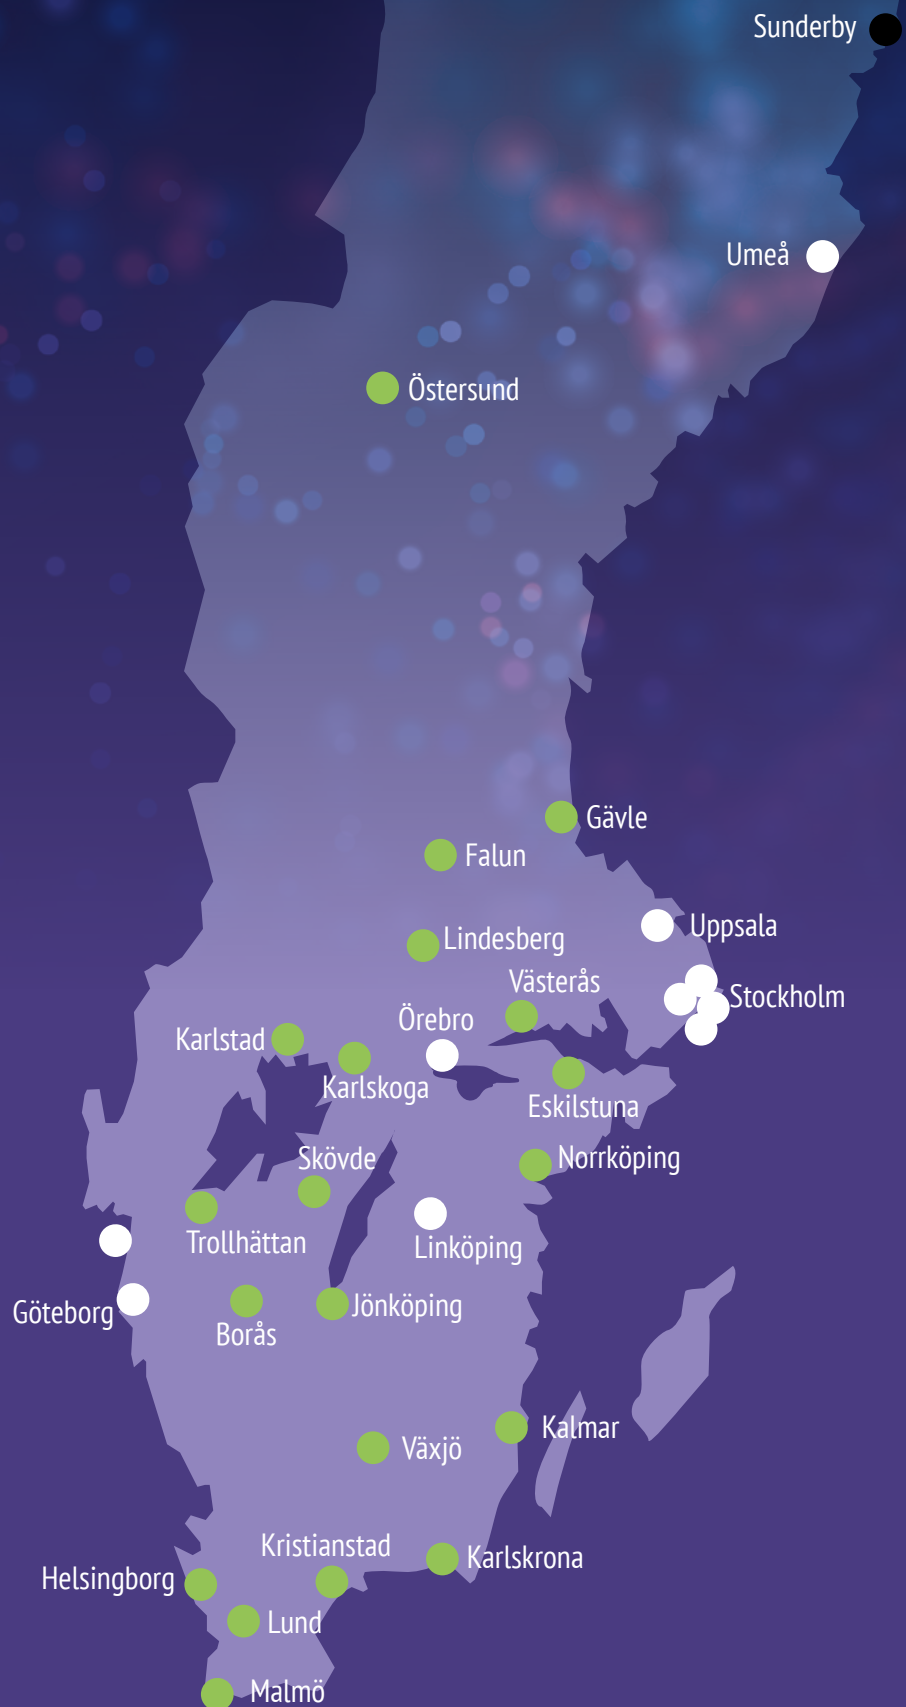 Sunderby
Umeå
Östersund
Gävle
Falun
Uppsala
Lindesberg
Västerås
Stockholm
Örebro
Karlstad
Karlskoga
Eskilstuna
Skövde
Norrköping
Trollhättan
Linköping
Göteborg
Jönköping
Borås
Kalmar
Växjö
Kristianstad
Karlskrona
Helsingborg
Lund
Malmö